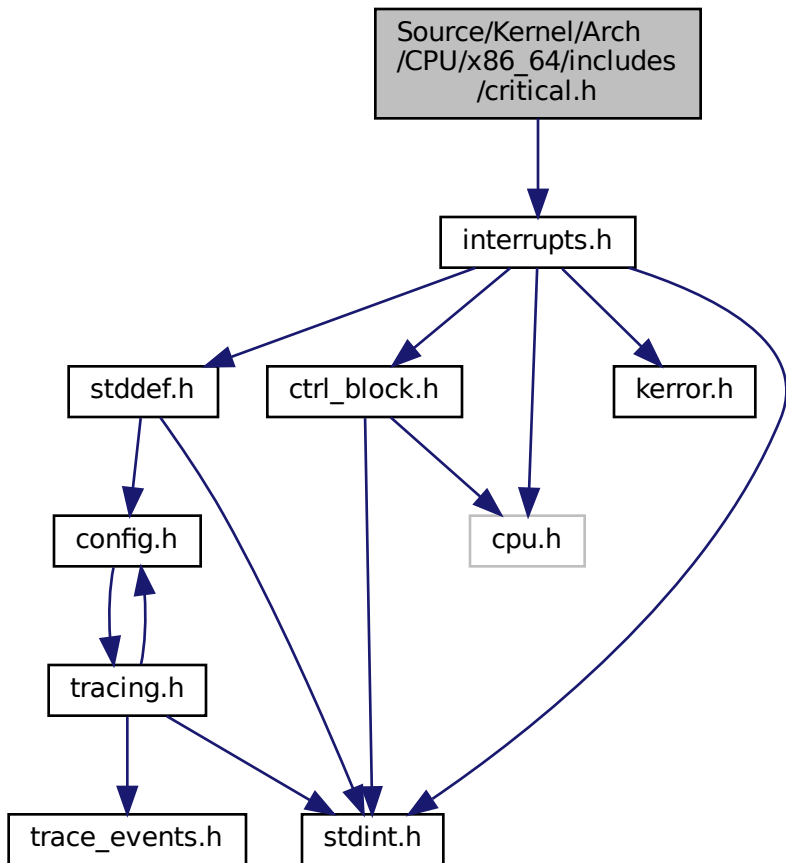 Source/Kernel/Arch
/CPU/x86_64/includes
/critical.h
interrupts.h
stddef.h
ctrl_block.h
kerror.h
config.h
cpu.h
tracing.h
trace_events.h
stdint.h